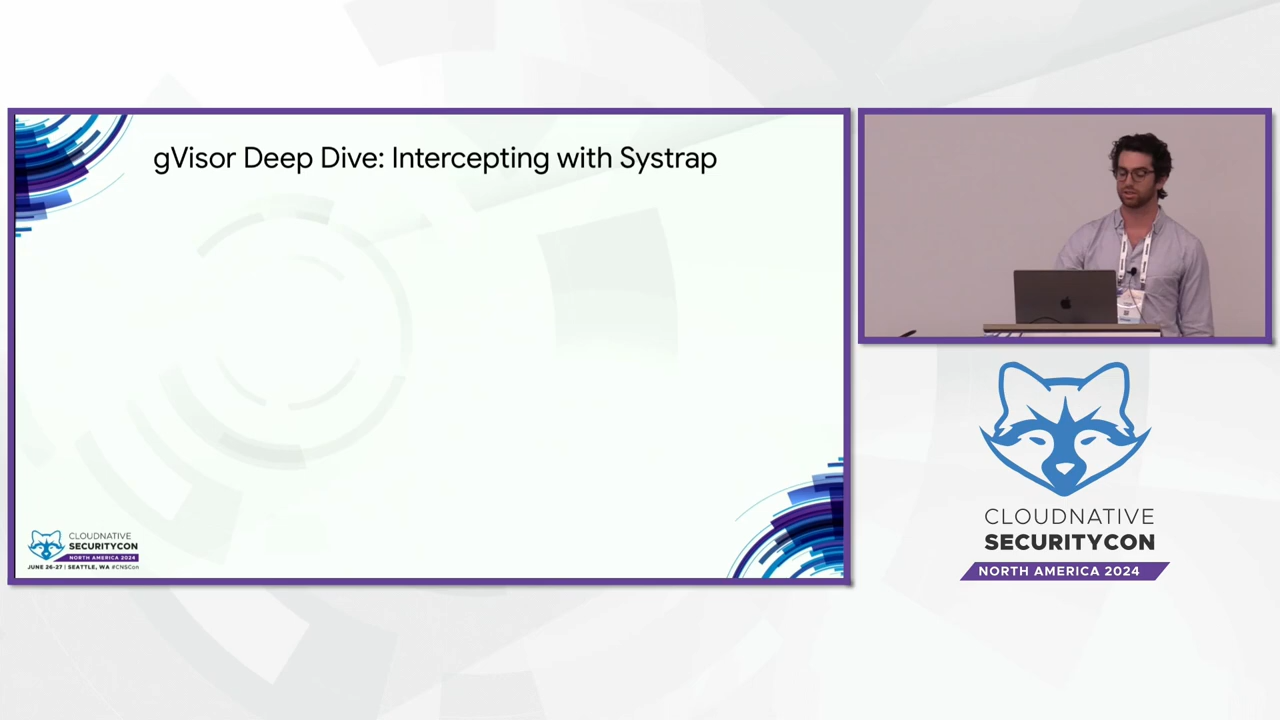 gVisor Deep Dive: Intercepting with Systrap
CLOUDNATIVE
SECURITYCON
NORTH AMERICA 2024
JUNE 26-27 | SEATTLE, WA #CNSCon
CLOUDNATIVE
SECURITYCON
NORTH AMERICA 2024